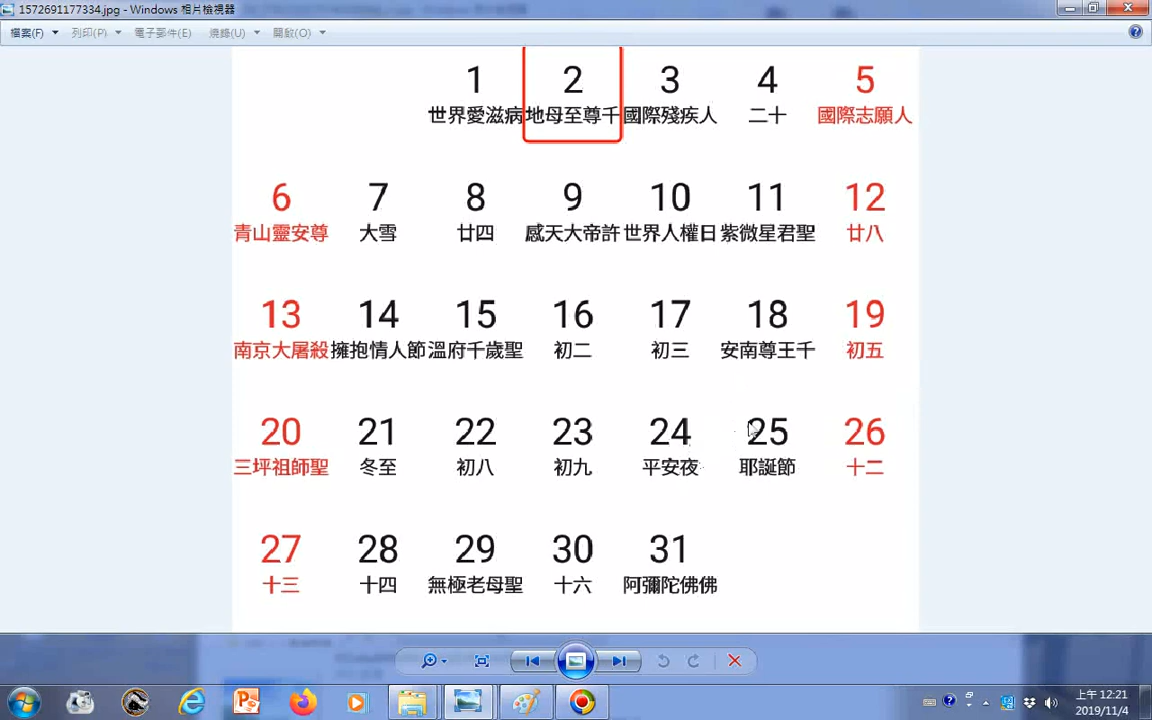 1572691177334.jpg - Windows 相片檢視器
檔案(F) 列印(P) 電子郵件(E) 燒錄(U) 開啟(O)
1 2 3 4 5
世界愛滋病 地母至尊千 國際殘疾人 二十 國際志願人
6 7 8 9 10 11 12
青山靈安尊 大雪 廿四 感天大帝許 世界人權日 紫微星君聖 廿八
13 14 15 16 17 18 19
南京大屠殺 擁抱情人節 溫府千歲聖 初二 初三 安南尊王千 初五
20 21 22 23 24 25 26
三坪祖師聖 冬至 初八 初九 平安夜 耶誕節 十二
27 28 29 30 31
十三 十四 無極老母聖 十六 阿彌陀佛佛
上午 12:21
2019/11/4